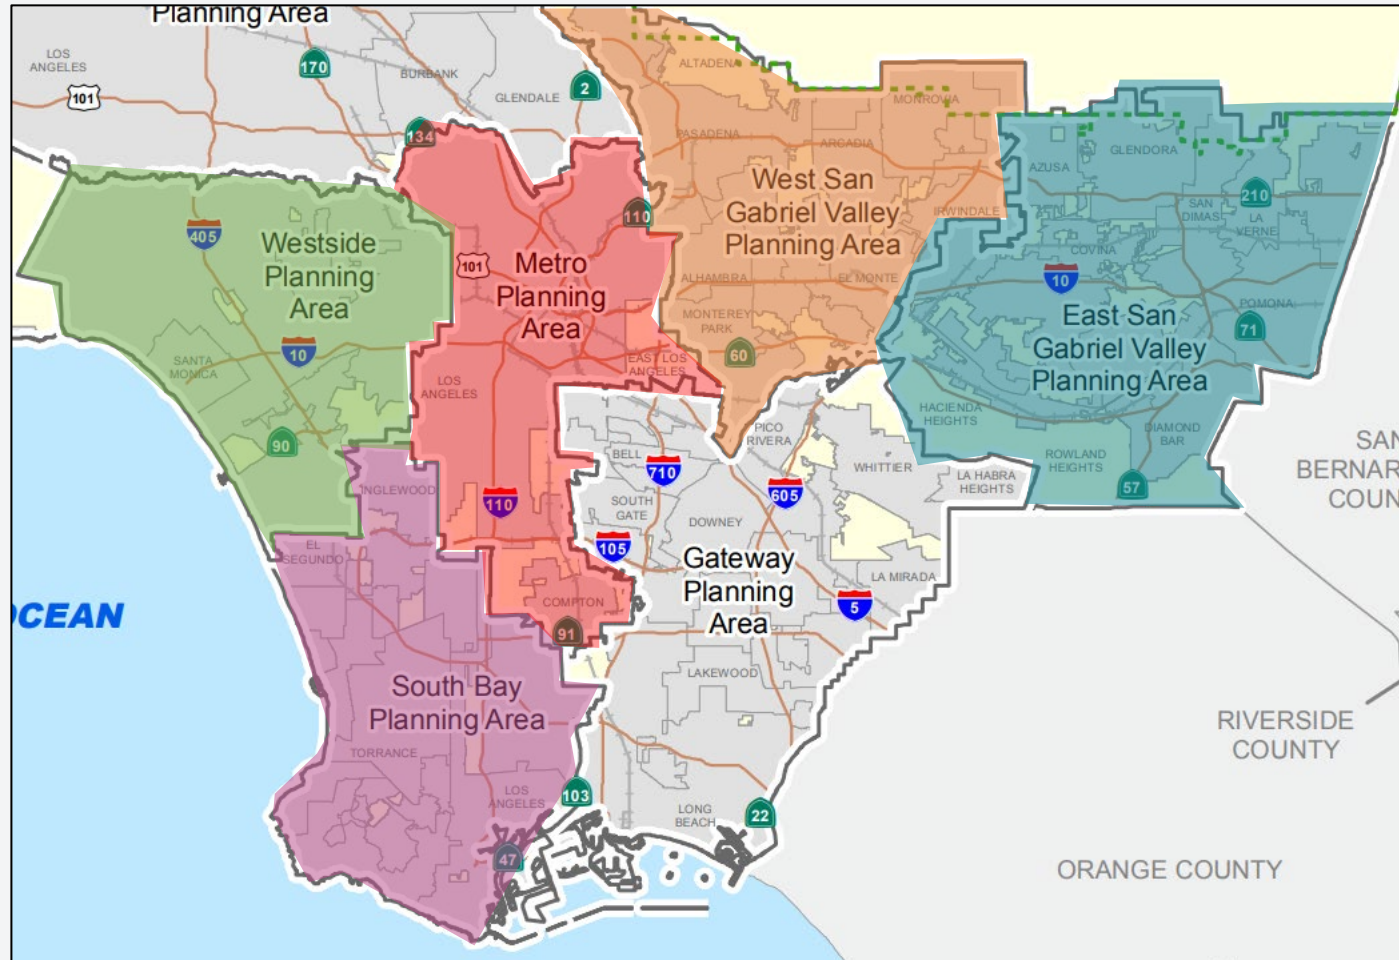 Planning Area
LOS
ANGELES
170
101
BURBANK
GLENDALE
2
134
ALTADENA
MONROVIA
PASADENA
ARCADIA
West San
Gabriel Valley
Planning Area
IRWINDALE
AZUSA
GLENDORA
210
SAN
DIMAS
LA
VERNE
405
Westside
Planning
Area
110
101
Metro
Planning
Area
ALHAMBRA
EL MONTE
COVINA
10
POMONA
MONTEREY
PARK
60
East San
Gabriel Valley
Planning Area
71
SANTA
MONICA
10
LOS
ANGELES
EAST LOS
ANGELES
90
HACIENDA
HEIGHTS
DIAMOND
BAR
ROWLAND
HEIGHTS
57
PICO
RIVERA
BELL
710
WHITTIER
LA HABRA
HEIGHTS
605
SAN
BERNAR
COUN
INGLEWOOD
110
SOUTH
GATE
DOWNEY
105
EL
SEGUNDO
Gateway
Planning
Area
LA MIRADA
5
OCEAN
COMPTON
91
South Bay
Planning Area
LAKEWOOD
RIVERSIDE
COUNTY
TORRANCE
LOS
ANGELES
103
LONG
BEACH
22
47
ORANGE COUNTY